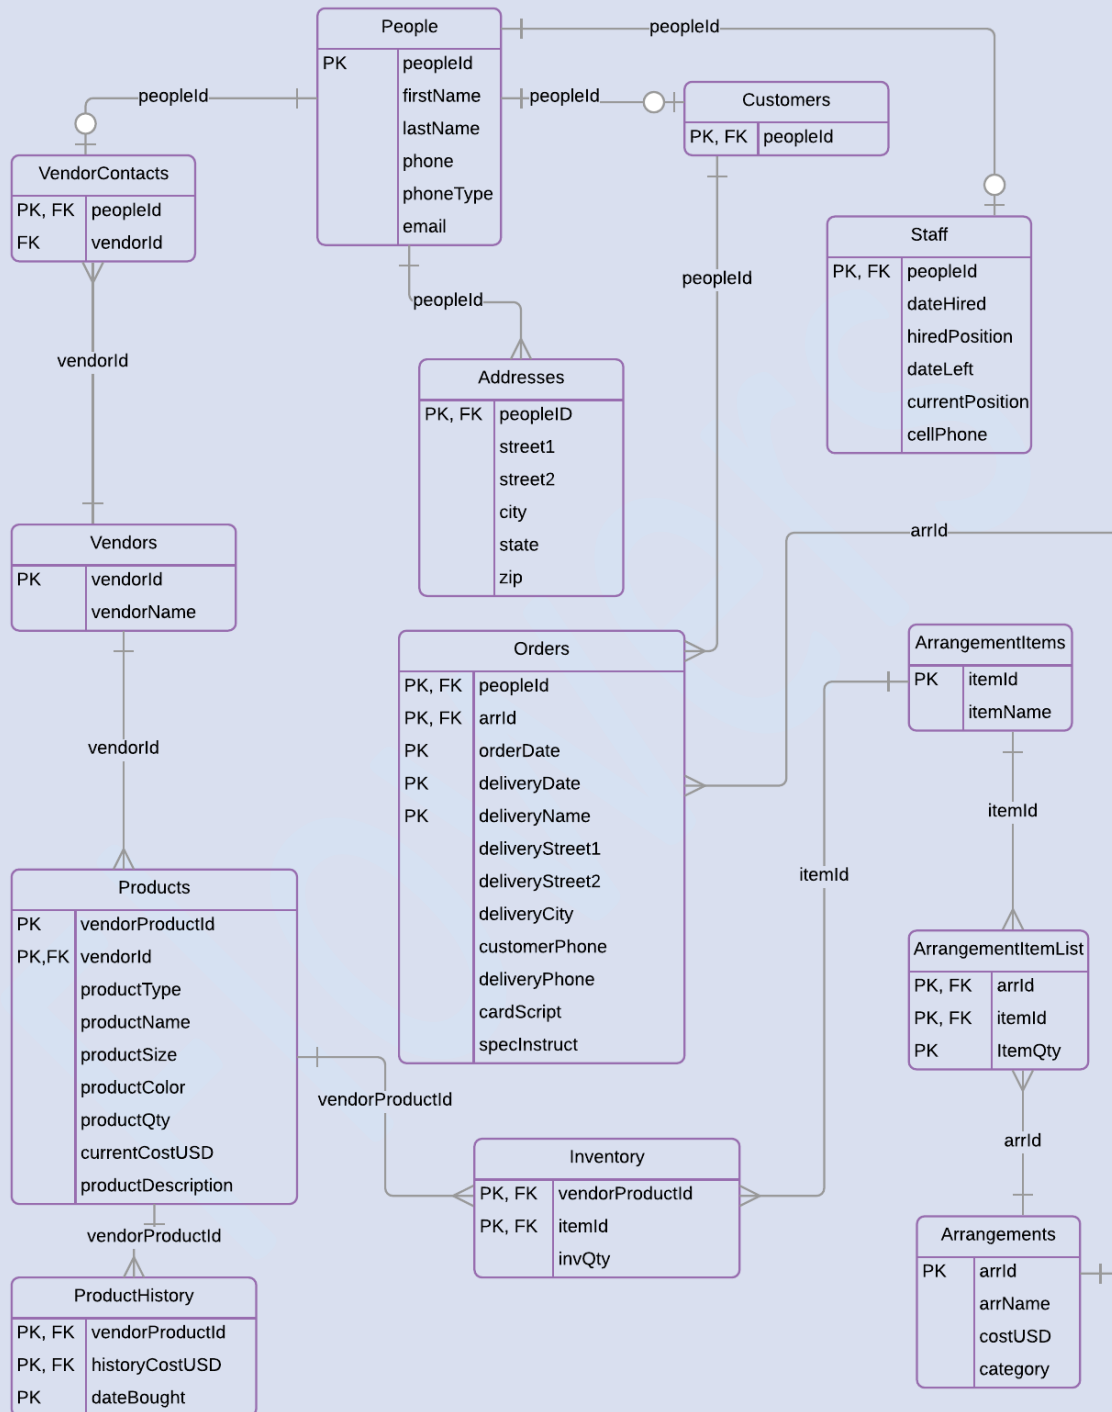 People
PK peopleId
firstName
lastName
phone
phoneType
email
peopleId
peopleId
peopleId
Customers
PK, FK peopleId
VendorContacts
PK, FK peopleId
FK vendorId
Staff
PK, FK peopleId
dateHired
hiredPosition
dateLeft
currentPosition
cellPhone
peopleId
peopleId
vendorId
Addresses
PK, FK peopleID
street1
street2
city
state
zip
Vendors
PK vendorId
vendorName
arrId
Orders
PK, FK peopleId
PK, FK arrId
PK orderDate
PK deliveryDate
PK deliveryName
deliveryStreet1
deliveryStreet2
deliveryCity
customerPhone
deliveryPhone
cardScript
specInstruct
ArrangementItems
PK itemId
itemName
vendorId
itemId
itemId
Products
PK vendorProductId
PK,FK vendorId
productType
productName
productSize
productColor
productQty
currentCostUSD
productDescription
ArrangementItemList
PK, FK arrId
PK, FK itemId
PK ItemQty
vendorProductId
arrId
Inventory
PK, FK vendorProductId
PK, FK itemId
invQty
vendorProductId
Arrangements
PK arrId
arrName
costUSD
category
ProductHistory
PK, FK vendorProductId
PK, FK historyCostUSD
PK dateBought